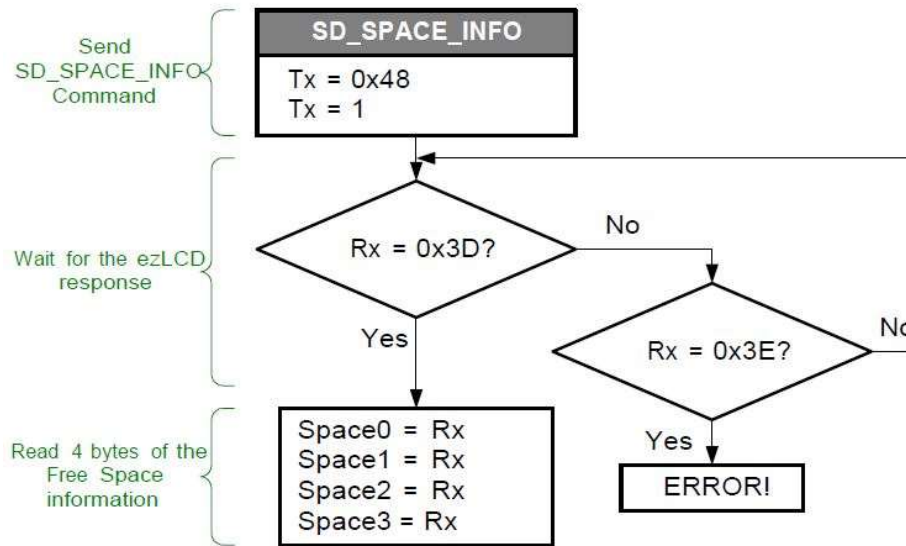 SD_SPACE_INFO
Send
SD_SPACE_INFO
Command
Tx = 0x48
Tx = 1
No
Wait for the ezLCD
response
Rx = 0x3D?
Yes
Rx = 0x3E?
No
Read 4 bytes of the
Free Space
information
Space0 = Rx
Space1 = Rx
Space2 = Rx
Space3 = Rx
Yes
ERROR!